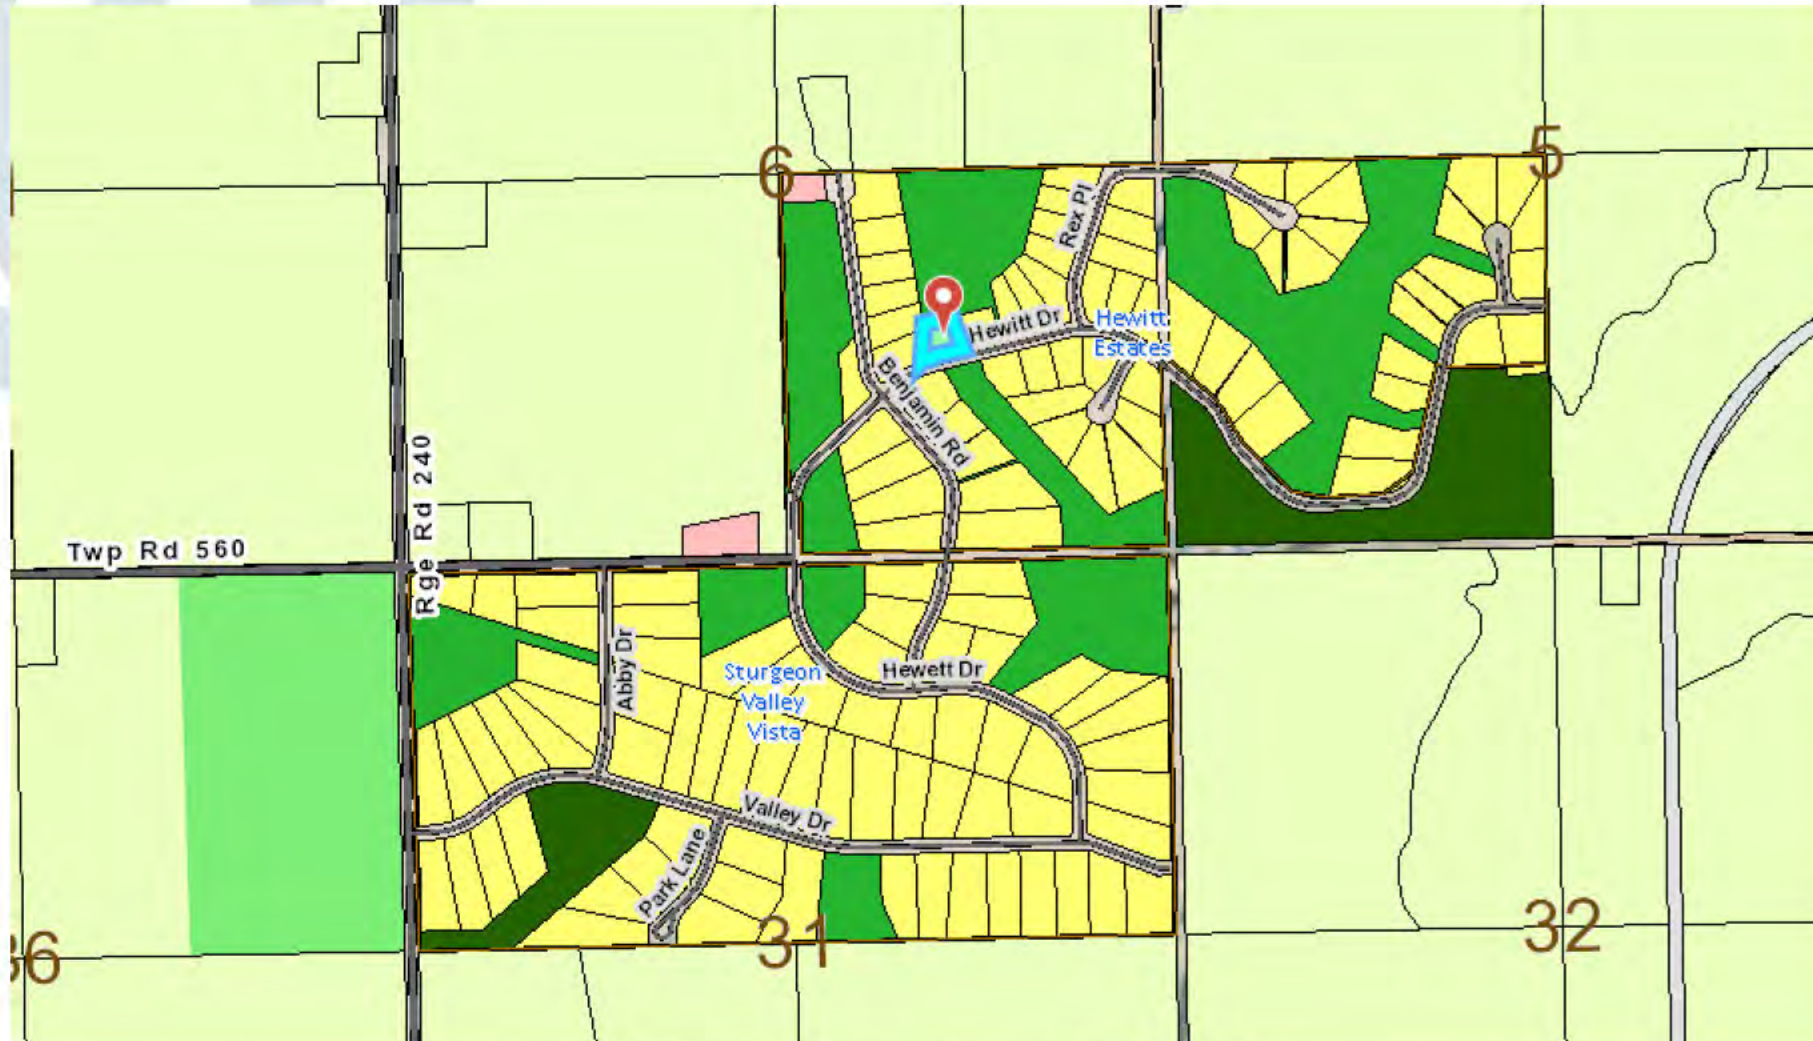 6
5
Rex Pl
Hewitt Dr
Hewitt
Estates
Benjamin Rd
Rge Rd 240
Twp Rd 560
Abby Dr
Hewett Dr
Sturgeon
Valley
Vista
Valley Dr
Park Lane
31
32
36